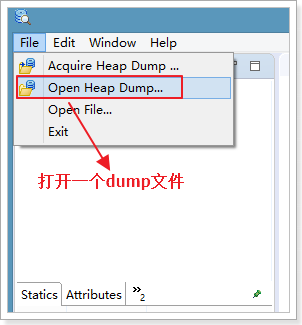 File Edit Window Help
Acquire Heap Dump ...
Open Heap Dump...
Open File...
Exit
打开一个dump文件
Statics Attributes »2